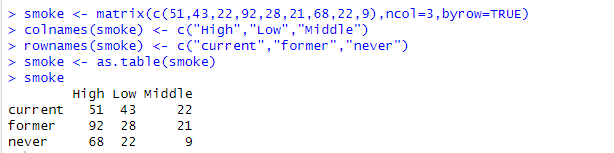 > smoke <- matrix(c(51,43,22,92,28,21,68,22,9),ncol=3,byrow=TRUE)
> colnames(smoke) <- c("High","Low","Middle")
> rownames(smoke) <- c("current","former","never")
> smoke <- as.table(smoke)
> smoke
        High Low Middle
current   51  43     22
former    92  28     21
never     68  22      9